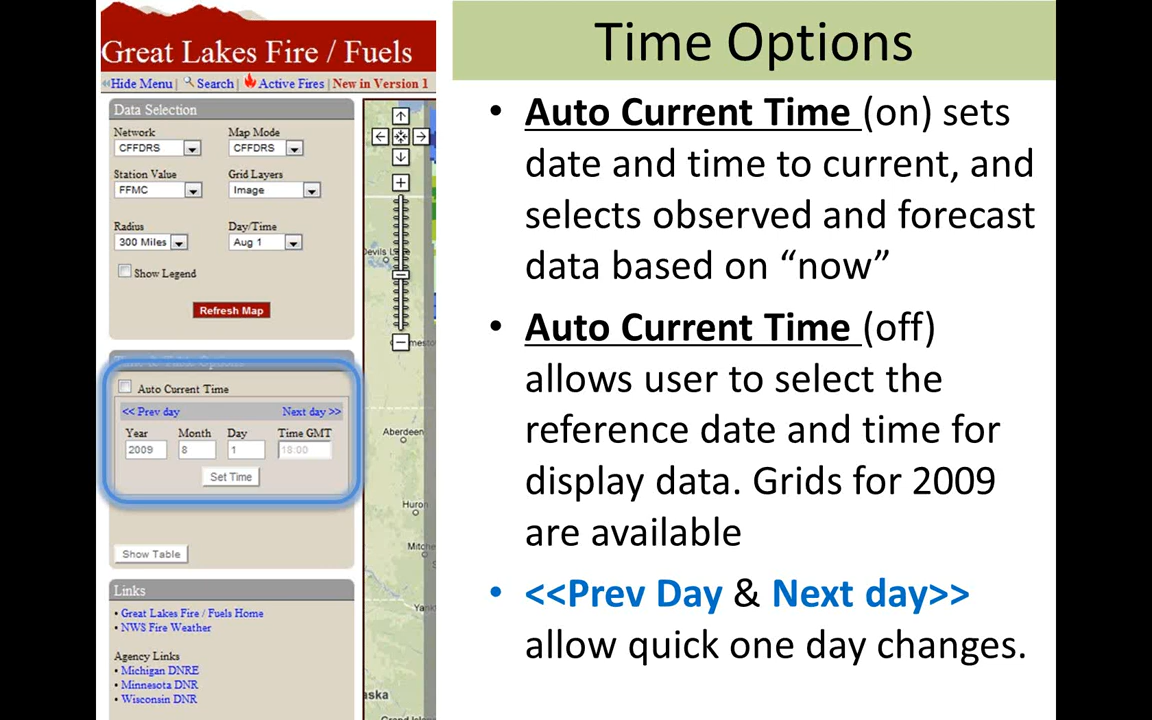 Great Lakes Fire / Fuels
Hide Menu | Search | Active Fires | New in Version 1
Data Selection
Network Map Mode
CFFDRS CFFDRS
Station Value Grid Layers
FFMC Image
Radius Day/Time
300 Miles Aug 1
Show Legend
Refresh Map
Time & Table Options
Auto Current Time
<< Prev day Next day >>
Year Month Day Time GMT
2009 8 1 18:00
Set Time
Show Table
Links
• Great Lakes Fire / Fuels Home
• NWS Fire Weather
Agency Links
• Michigan DNRE
• Minnesota DNR
• Wisconsin DNR
Devils L
Aberdeen
Huron
Time Options
• Auto Current Time (on) sets
date and time to current, and
selects observed and forecast
data based on “now”
• Auto Current Time (off)
allows user to select the
reference date and time for
display data. Grids for 2009
are available
• <<Prev Day & Next day>>
allow quick one day changes.